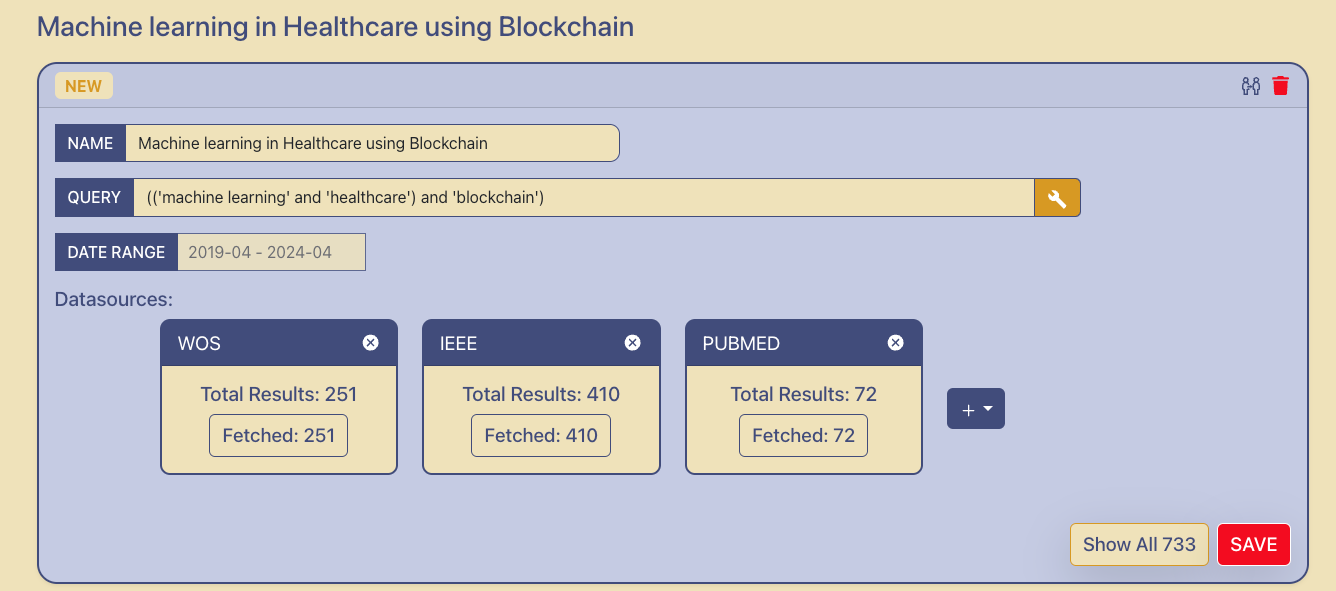 Machine learning in Healthcare using Blockchain
NEW
NAME Machine learning in Healthcare using Blockchain
QUERY (('machine learning' and 'healthcare') and 'blockchain')
DATE RANGE 2019-04 - 2024-04
Datasources:
WOS IEEE PUBMED
Total Results: 251 Total Results: 410 Total Results: 72
+
Fetched: 251 Fetched: 410 Fetched: 72
Show All 733 SAVE